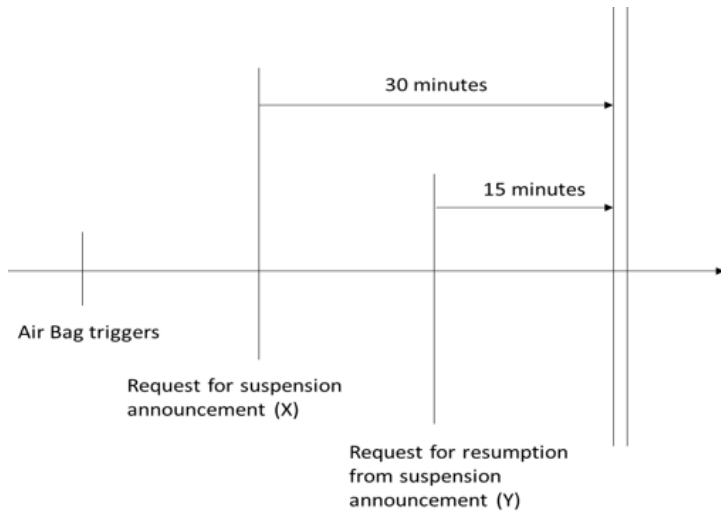 30 minutes
15 minutes
Air Bag triggers
Request for suspension
announcement (X)
Request for resumption
from suspension
announcement (Y)